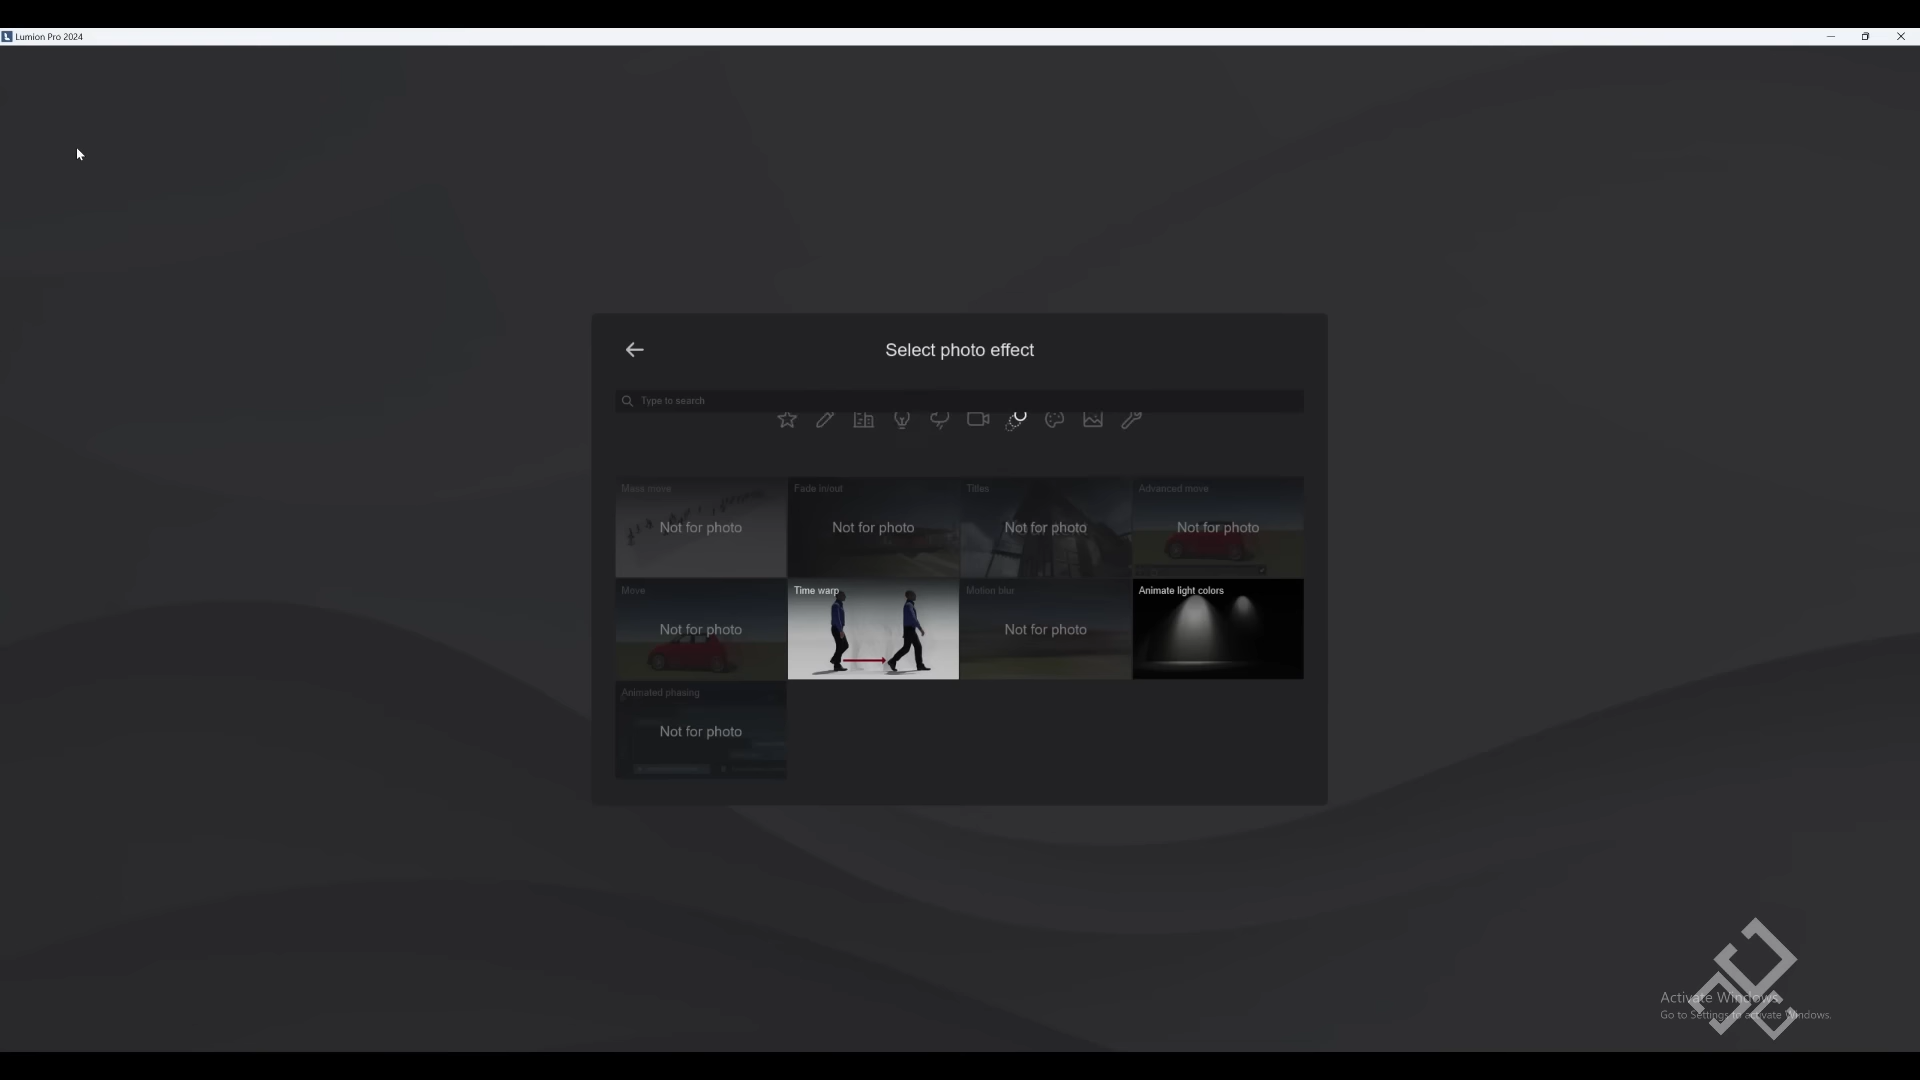 Lumion Pro 2024
Select photo effect
Type to search
Mass move
Not for photo
Fade in/out
Not for photo
Titles
Not for photo
Advanced move
Not for photo
Move
Not for photo
Time warp
Motion blur
Not for photo
Animate light colors
Animated phasing
Not for photo
Activate Windows
Go to Settings to activate Windows.